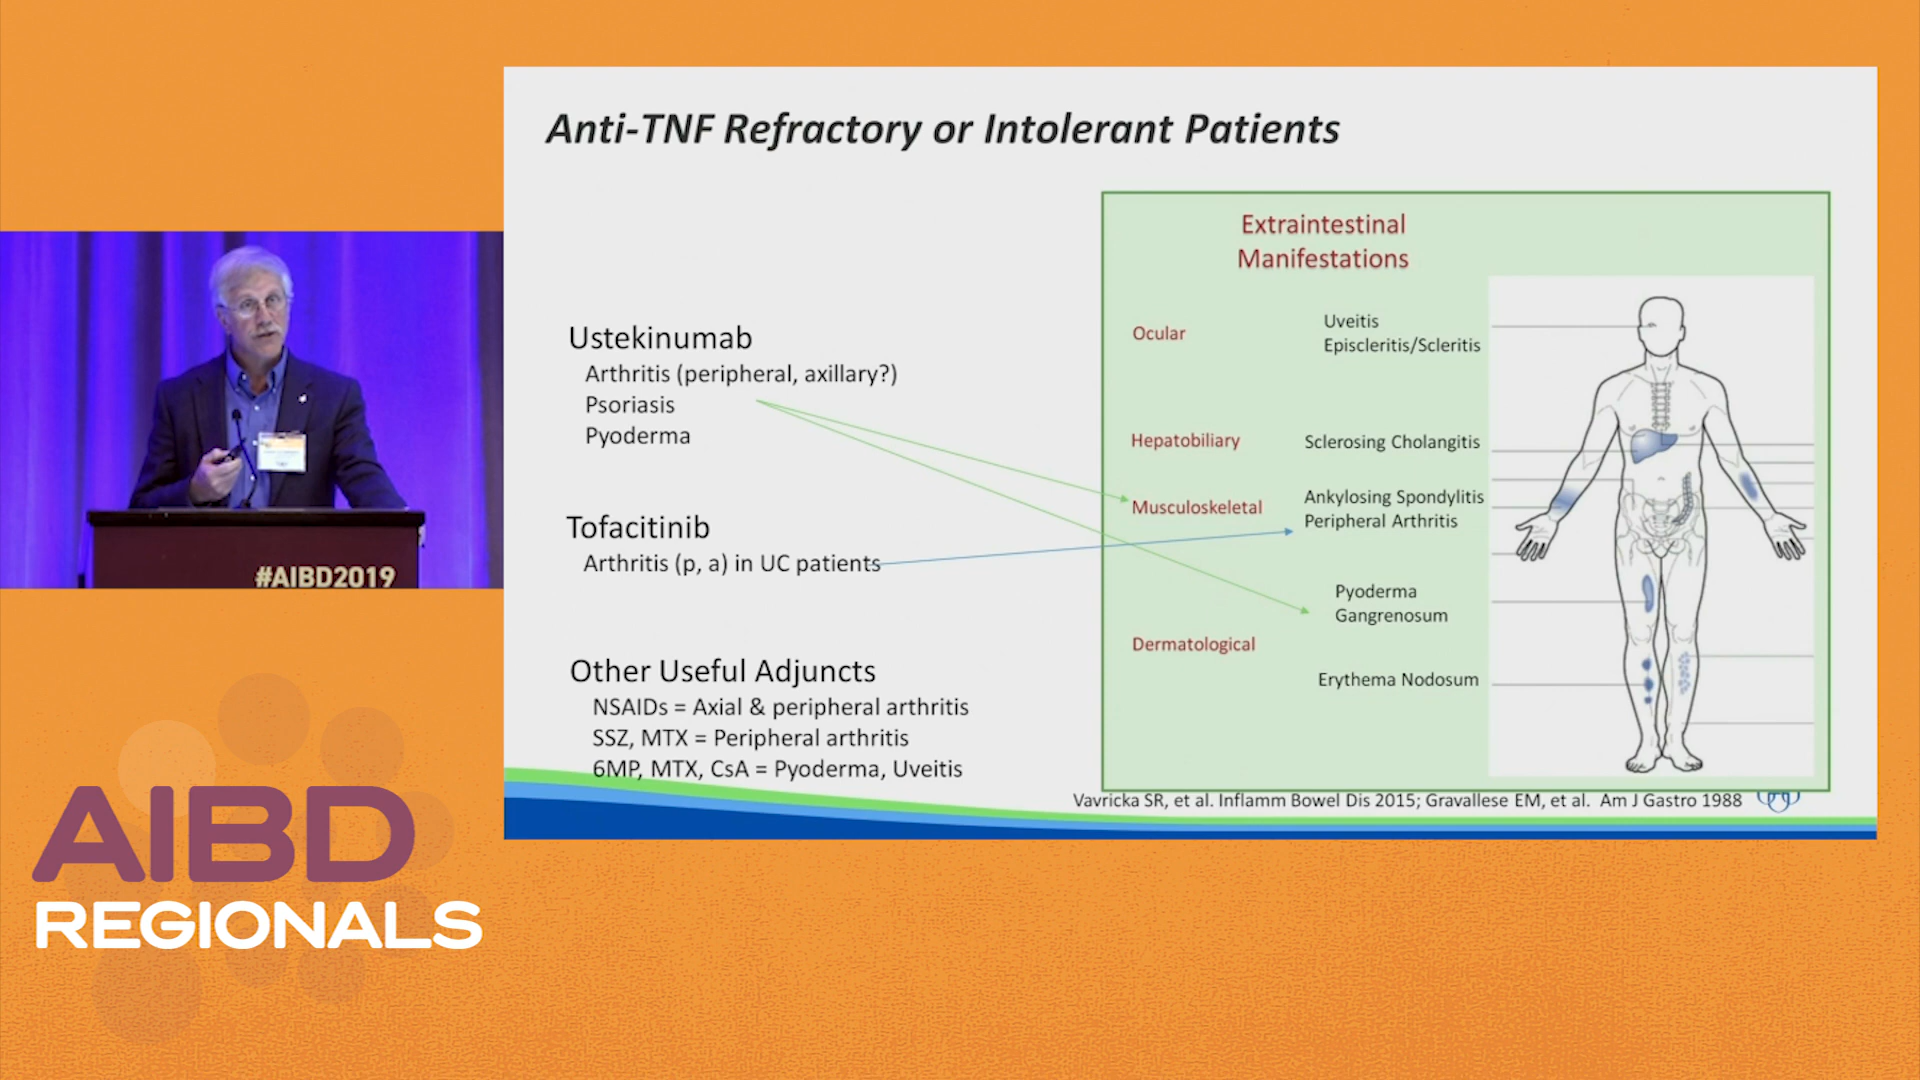 Anti-TNF Refractory or Intolerant Patients
Ustekinumab
Arthritis (peripheral, axillary?)
Psoriasis
Pyoderma
Tofacitinib
Arthritis (p, a) in UC patients
Other Useful Adjuncts
NSAIDs = Axial & peripheral arthritis
SSZ, MTX = Peripheral arthritis
6MP, MTX, CsA = Pyoderma, Uveitis
Extraintestinal
Manifestations
Ocular
Uveitis
Episcleritis/Scleritis
Hepatobiliary
Sclerosing Cholangitis
Musculoskeletal
Ankylosing Spondylitis
Peripheral Arthritis
Pyoderma
Gangrenosum
Dermatological
Erythema Nodosum
Vavricka SR, et al. Inflamm Bowel Dis 2015; Gravallese EM, et al. Am J Gastro 1988
#AIBD2019
AIBD
REGIONALS